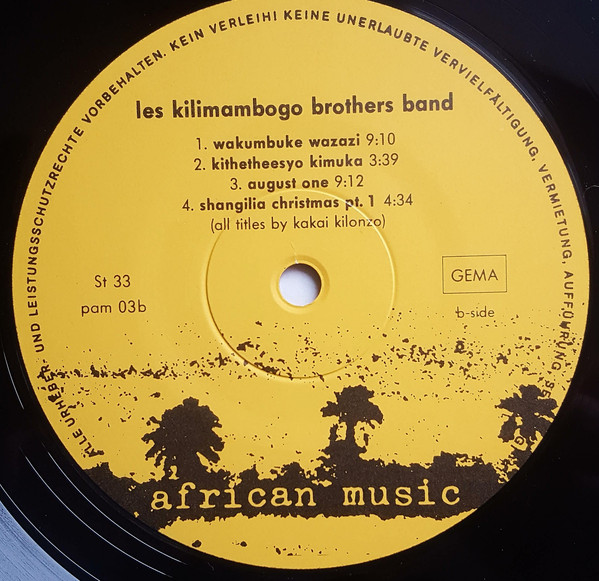 ALLE URHEBER- UND LEISTUNGSSCHUTZRECHTE VORBEHALTEN. KEIN VERLEIH! KEINE UNERLAUBTE VERVIELFÄLTIGUNG, VERMIETUNG, AUFFÜHRUNG,
les kilimambogo brothers band
1. wakumbuke wazazi 9:10
2. kithetheesyo kimuka 3:39
3. august one 9:12
4. shangilia christmas pt. 1 4:34
(all titles by kakai kilonzo)
St 33
pam 03b
GEMA
b-side
african music